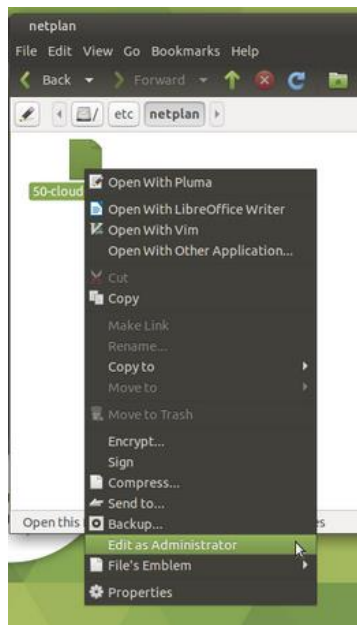 netplan
File Edit View Go Bookmarks Help
Back Forward
/ etc netplan
50-cloud
Open With Pluma
Open With LibreOffice Writer
Open With Vim
Open With Other Application...
Cut
Copy
Make Link
Rename...
Copy to
Move to
Move to Trash
Encrypt...
Sign
Compress...
Send to...
Open this
Backup...
es
Edit as Administrator
File's Emblem
Properties